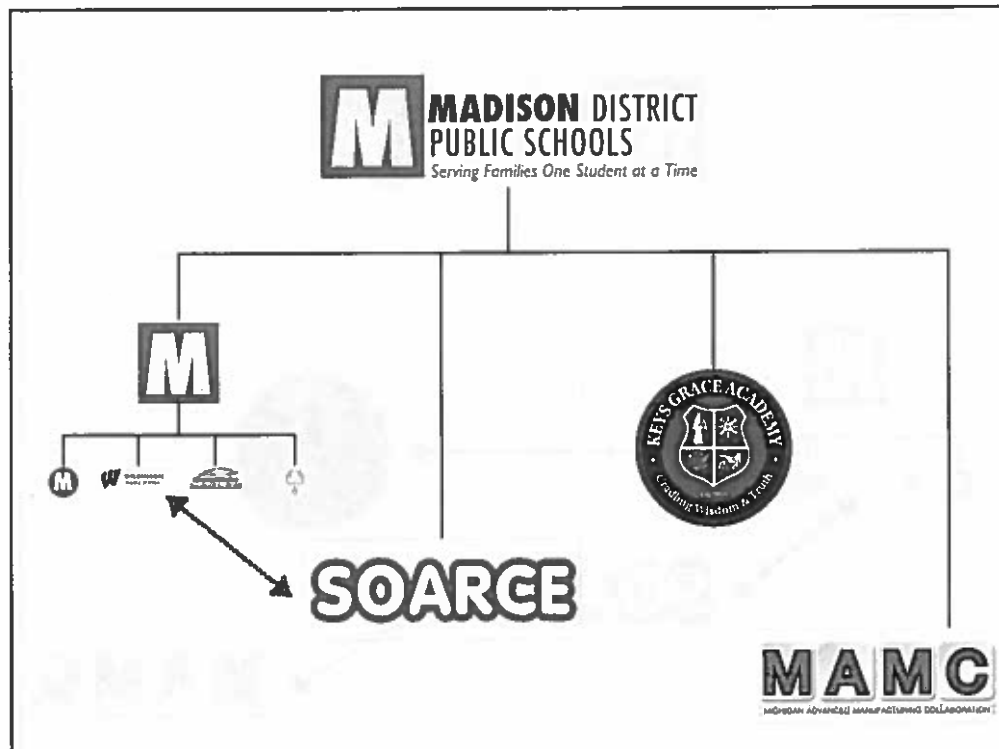 M MADISON DISTRICT
PUBLIC SCHOOLS
Serving Families One Student at a Time
M
M
W
KEYS GRACE ACADEMY
Cradling Wisdom & Truth
SOARCE
MAMC
MICHIGAN ADVANCED MANUFACTURING COLLABORATION